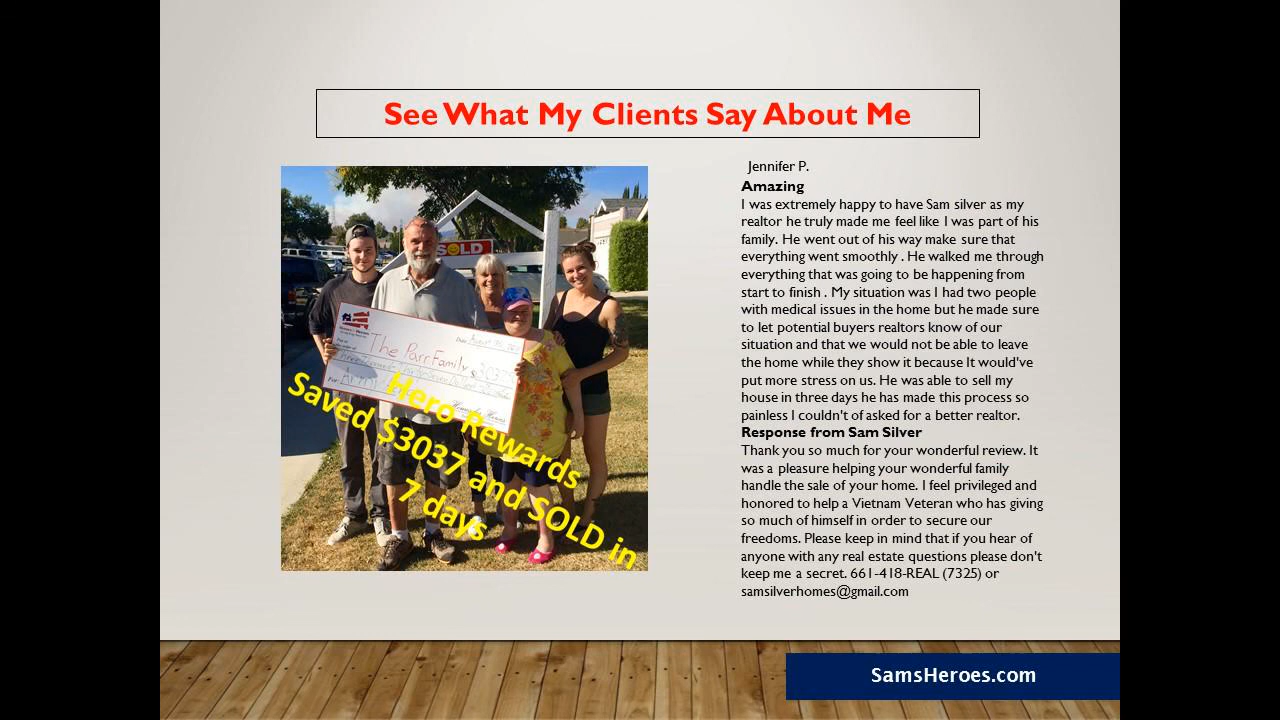 See What My Clients Say About Me
SOLD
The Parr Family
Hero Rewards
Saved $3037 and SOLD in
7 days
Jennifer P.
Amazing
I was extremely happy to have Sam silver as my
realtor he truly made me feel like I was part of his
family. He went out of his way make sure that
everything went smoothly . He walked me through
everything that was going to be happening from
start to finish . My situation was I had two people
with medical issues in the home but he made sure
to let potential buyers realtors know of our
situation and that we would not be able to leave
the home while they show it because It would've
put more stress on us. He was able to sell my
house in three days he has made this process so
painless I couldn't of asked for a better realtor.
Response from Sam Silver
Thank you so much for your wonderful review. It
was a pleasure helping your wonderful family
handle the sale of your home. I feel privileged and
honored to help a Vietnam Veteran who has giving
so much of himself in order to secure our
freedoms. Please keep in mind that if you hear of
anyone with any real estate questions please don't
keep me a secret. 661-418-REAL (7325) or
samsilverhomes@gmail.com
SamsHeroes.com